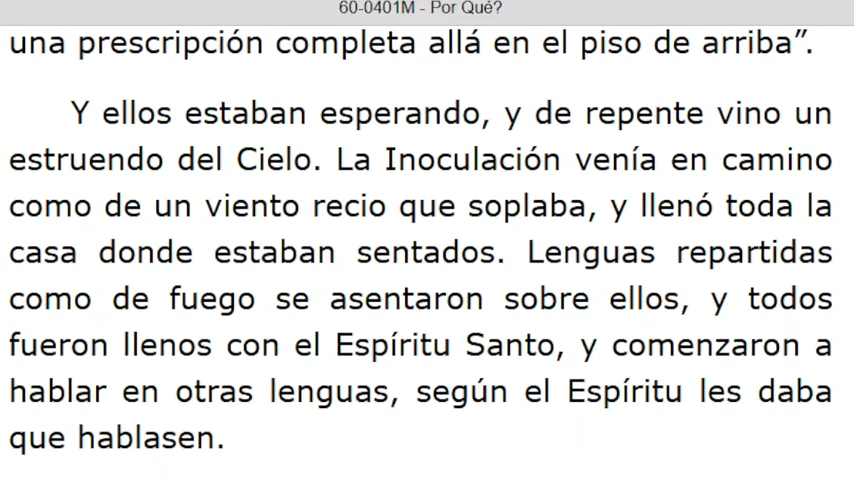 60-0401M - Por Qué?
una prescripción completa allá en el piso de arriba”.
Y ellos estaban esperando, y de repente vino un
estruendo del Cielo. La Inoculación venía en camino
como de un viento recio que soplaba, y llenó toda la
casa donde estaban sentados. Lenguas repartidas
como de fuego se asentaron sobre ellos, y todos
fueron llenos con el Espíritu Santo, y comenzaron a
hablar en otras lenguas, según el Espíritu les daba
que hablasen.